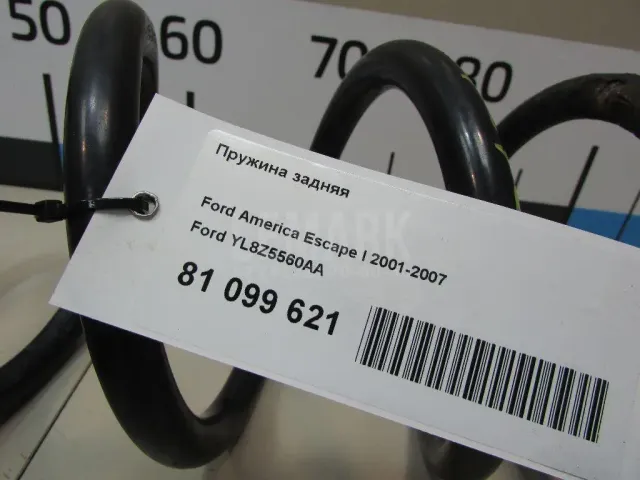 50 60 70 80
Пружина задняя
Ford America Escape I 2001-2007
Ford YL8Z5560AA
81 099 621